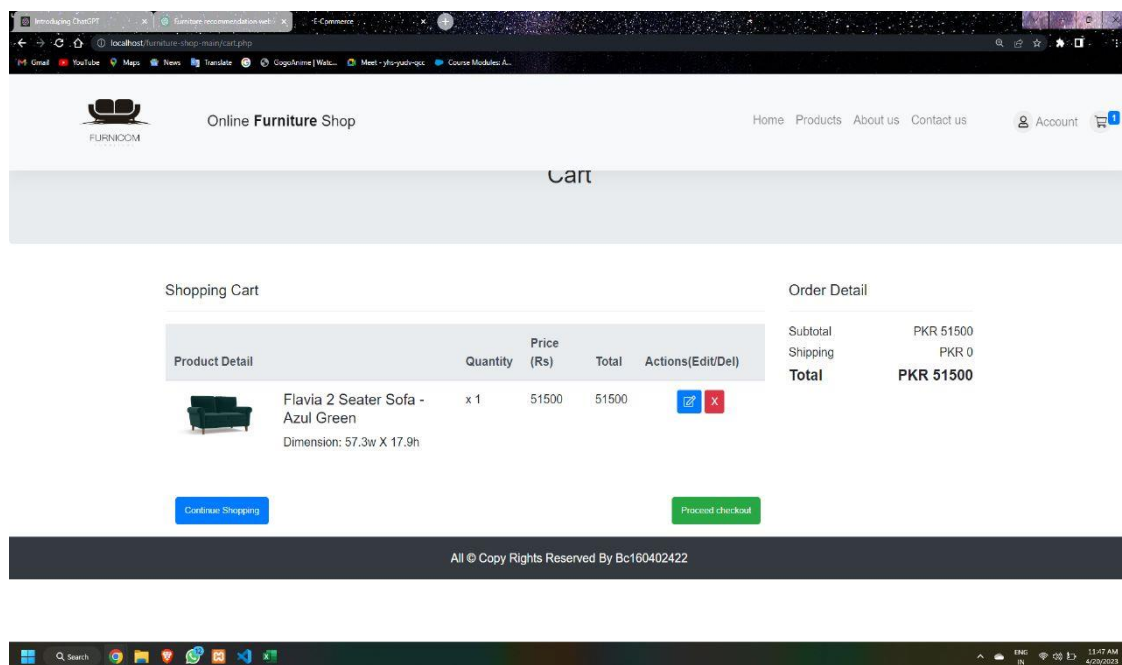 Introducing ChatGPT
furniture recommendation web
E-Commerce
localhost/furniture-shop-main/cart.php
Gmail YouTube Maps News Translate GogoAnime | Watc... Meet - yhs-yudv-qcc Course Modules: A...
FURNICOM
Online Furniture Shop
Home Products About us Contact us
Account 1
Cart
Shopping Cart
Product Detail Quantity Price (Rs) Total Actions(Edit/Del)
Flavia 2 Seater Sofa -
Azul Green
x 1 51500 51500 X
Dimension: 57.3w X 17.9h
Continue Shopping
Proceed checkout
Order Detail
Subtotal PKR 51500
Shipping PKR 0
Total PKR 51500
All © Copy Rights Reserved By Bc160402422
Search
ENG
IN
11:47 AM
4/20/2023